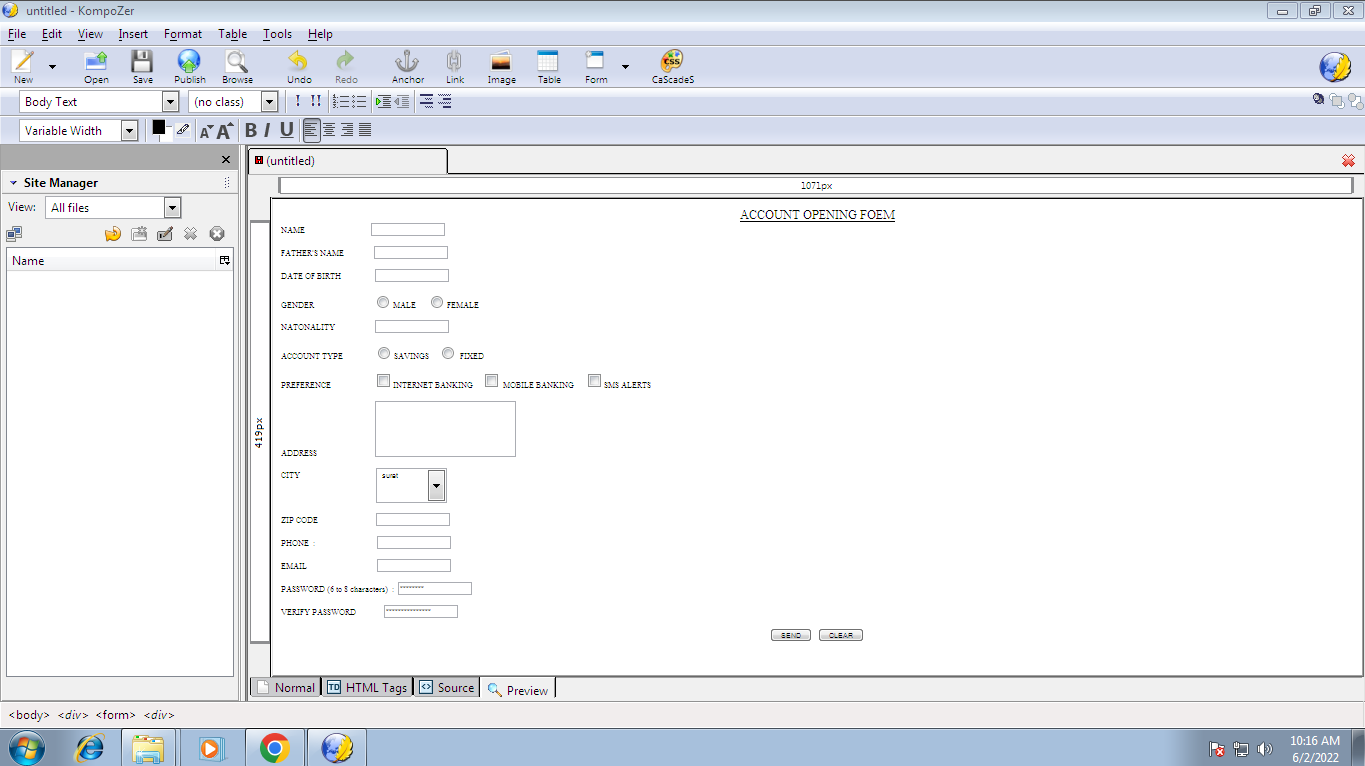 untitled - KompoZer
File Edit View Insert Format Table Tools Help
New Open Save Publish Browse Undo Redo Anchor Link Image Table Form CaScadeS
CSS
Body Text (no class) ! !!
Variable Width A A B I U
(untitled)
Site Manager
1071px
View: All files
Name
419px
ACCOUNT OPENING FOEM
NAME
FATHER'S NAME
DATE OF BIRTH
GENDER MALE FEMALE
NATONALITY
ACCOUNT TYPE SAVINGS FIXED
PREFERENCE INTERNET BANKING MOBILE BANKING SMS ALERTS
ADDRESS
CITY surat
ZIP CODE
PHONE :
EMAIL
PASSWORD (6 to 8 characters) :
VERIFY PASSWORD
SEND CLEAR
Normal TD HTML Tags Source Preview
<body> <div> <form> <div>
10:16 AM
6/2/2022